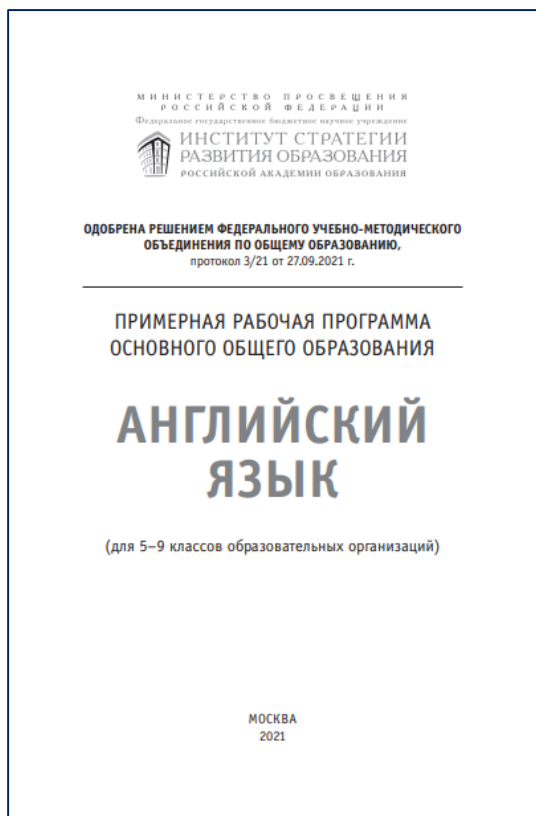 МИНИСТЕРСТВО ПРОСВЕЩЕНИЯ
РОССИЙСКОЙ ФЕДЕРАЦИИ
Федеральное государственное бюджетное научное учреждение
ИНСТИТУТ СТРАТЕГИИ
РАЗВИТИЯ ОБРАЗОВАНИЯ
РОССИЙСКОЙ АКАДЕМИИ ОБРАЗОВАНИЯ
ОДОБРЕНА РЕШЕНИЕМ ФЕДЕРАЛЬНОГО УЧЕБНО-МЕТОДИЧЕСКОГО
ОБЪЕДИНЕНИЯ ПО ОБЩЕМУ ОБРАЗОВАНИЮ,
протокол 3/21 от 27.09.2021 г.
ПРИМЕРНАЯ РАБОЧАЯ ПРОГРАММА
ОСНОВНОГО ОБЩЕГО ОБРАЗОВАНИЯ
АНГЛИЙСКИЙ
ЯЗЫК
(для 5–9 классов образовательных организаций)
МОСКВА
2021